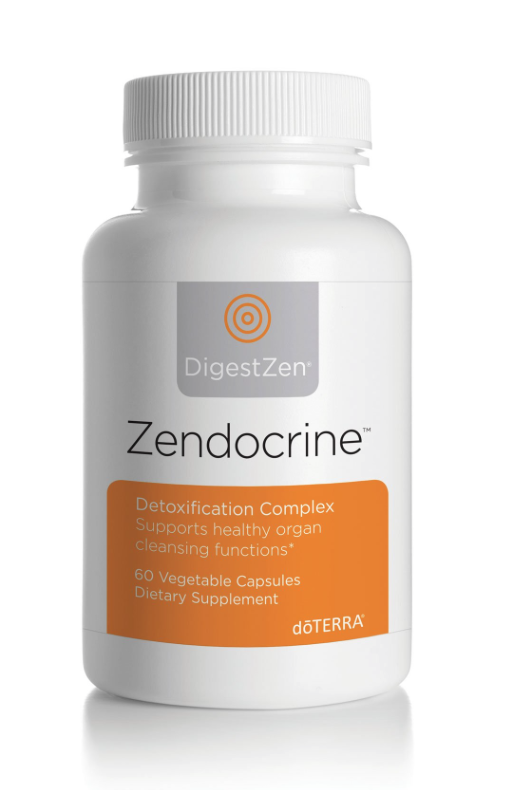 DigestZen®
Zendocrine™
Detoxification Complex
Supports healthy organ
cleansing functions*
60 Vegetable Capsules
Dietary Supplement
dōTERRA®